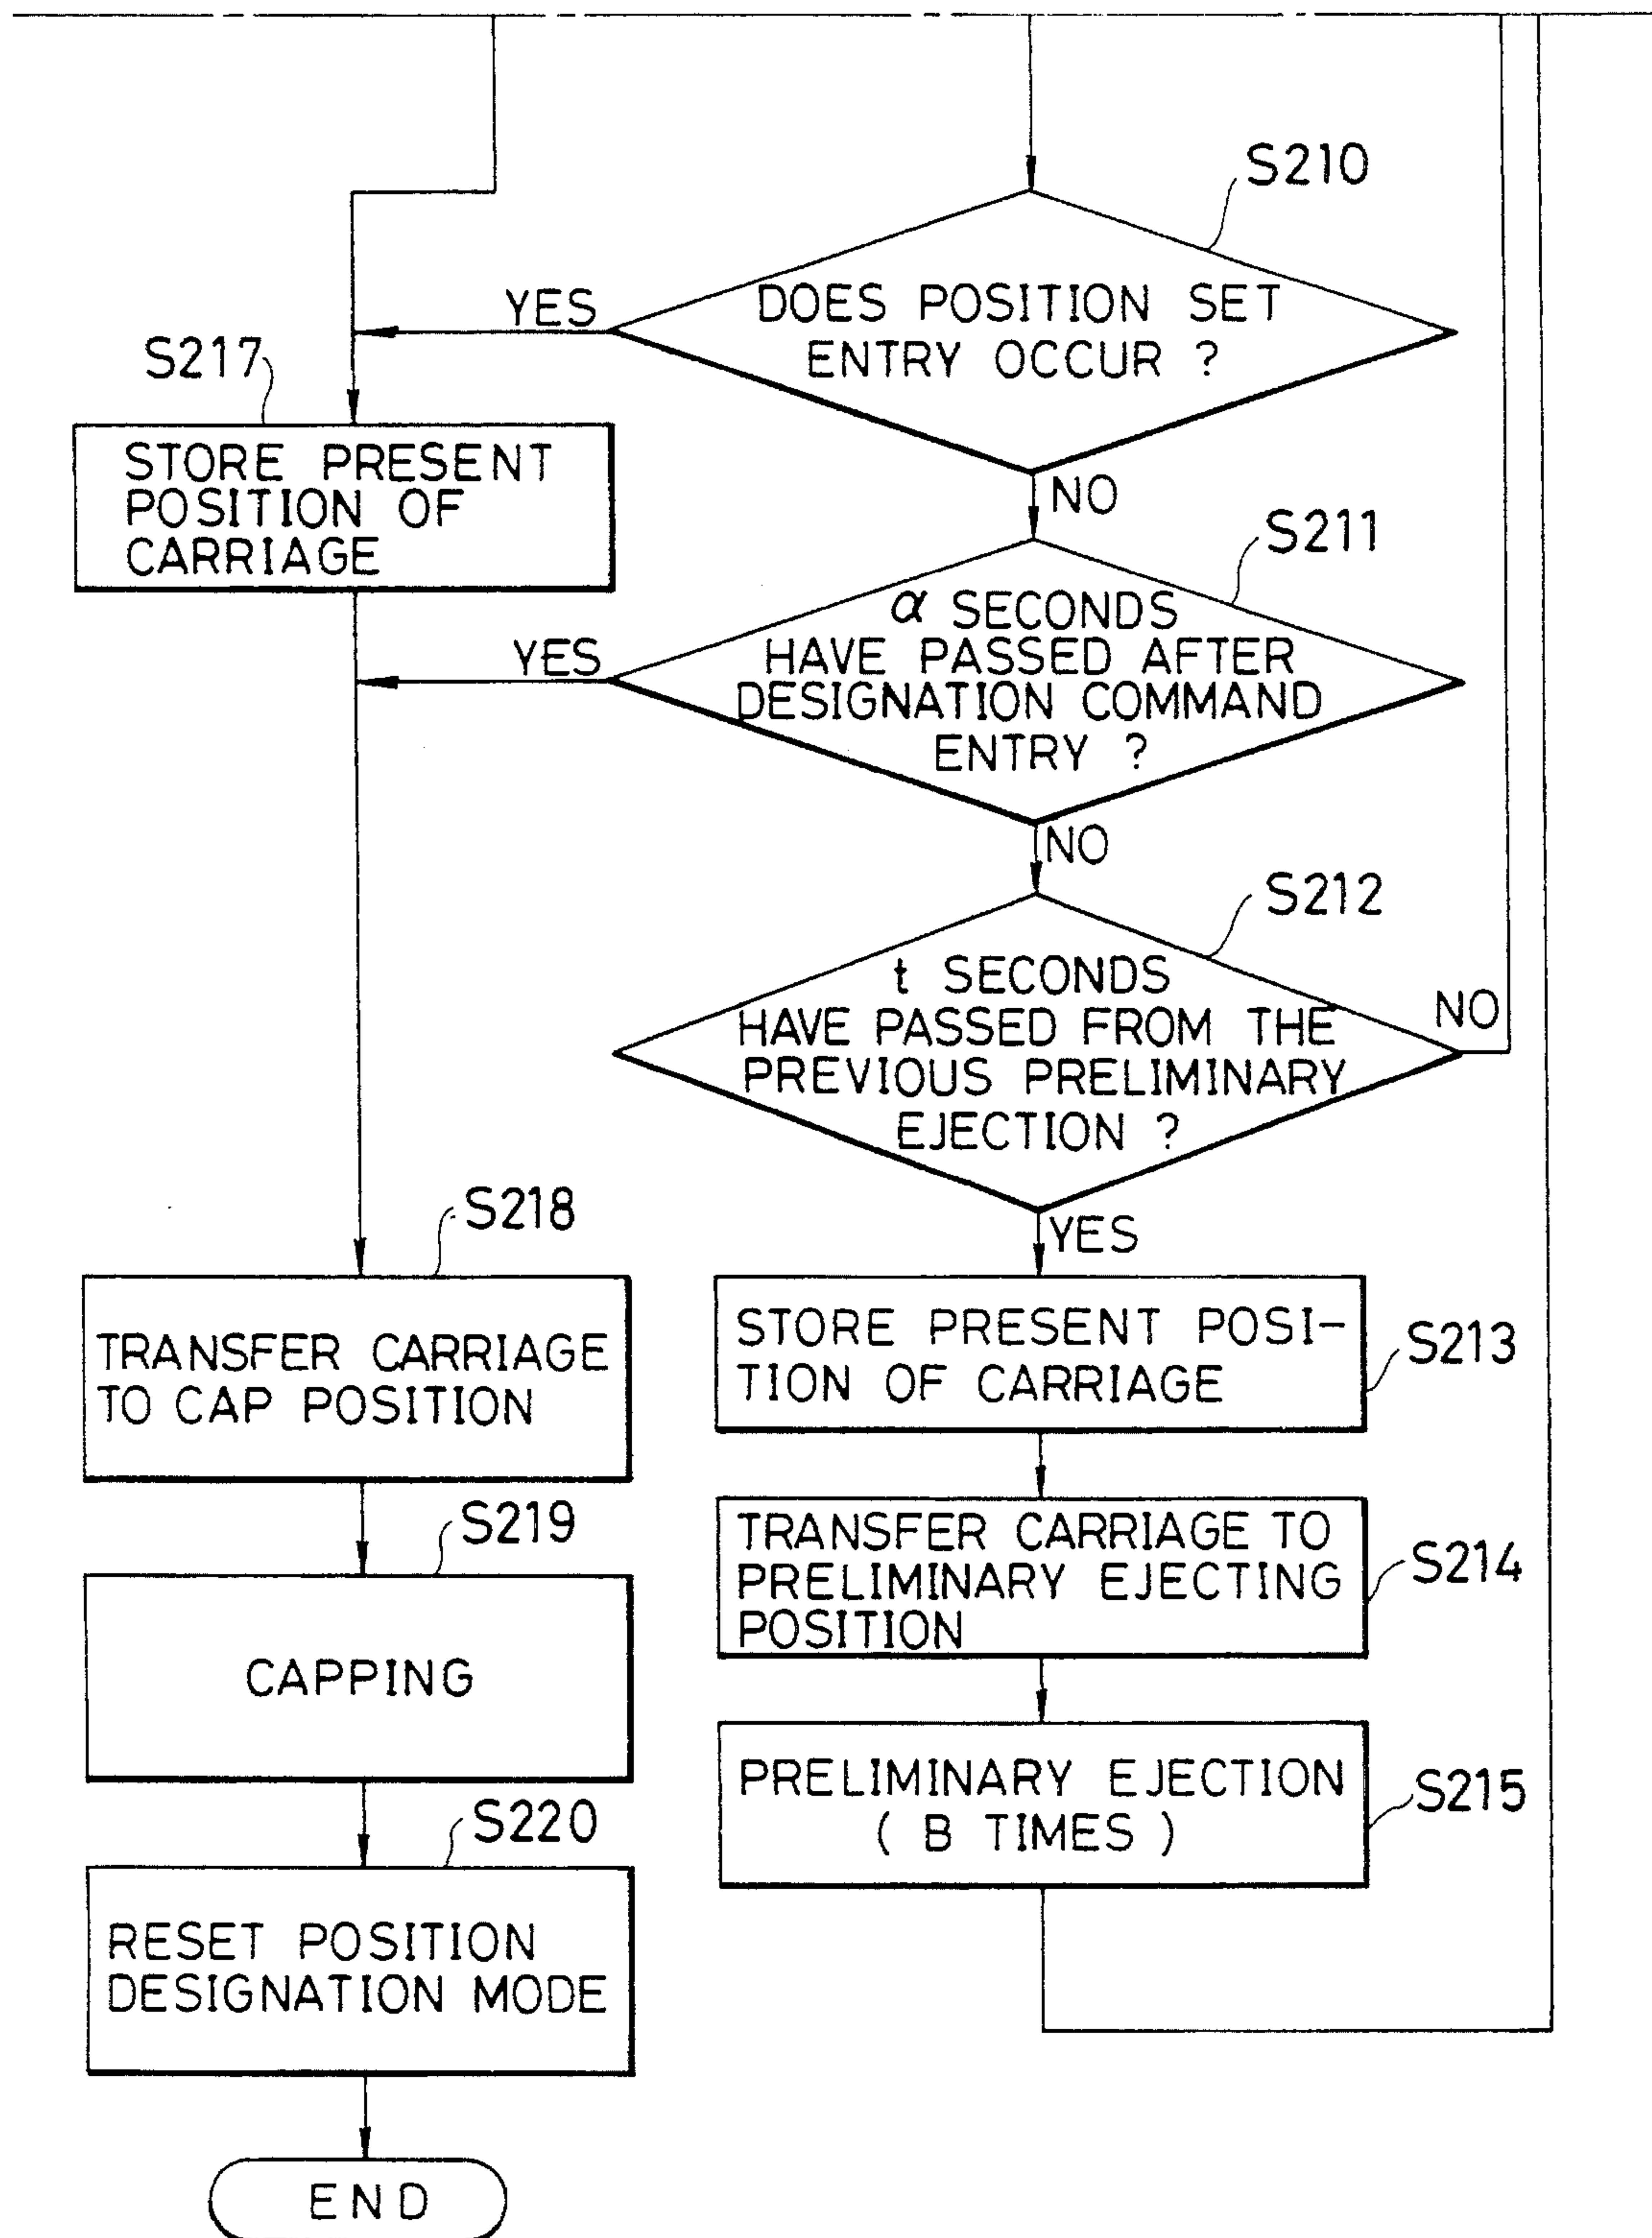 S210
DOES POSITION SET
ENTRY OCCUR ?
YES
NO
S217
STORE PRESENT
POSITION OF
CARRIAGE
S211
α SECONDS
HAVE PASSED AFTER
DESIGNATION COMMAND
ENTRY ?
YES
NO
S212
t SECONDS
HAVE PASSED FROM THE
PREVIOUS PRELIMINARY
EJECTION ?
NO
YES
S218
TRANSFER CARRIAGE
TO CAP POSITION
S213
STORE PRESENT POSI-
TION OF CARRIAGE
S219
CAPPING
S214
TRANSFER CARRIAGE TO
PRELIMINARY EJECTING
POSITION
S215
PRELIMINARY EJECTION
( B TIMES )
S220
RESET POSITION
DESIGNATION MODE
END